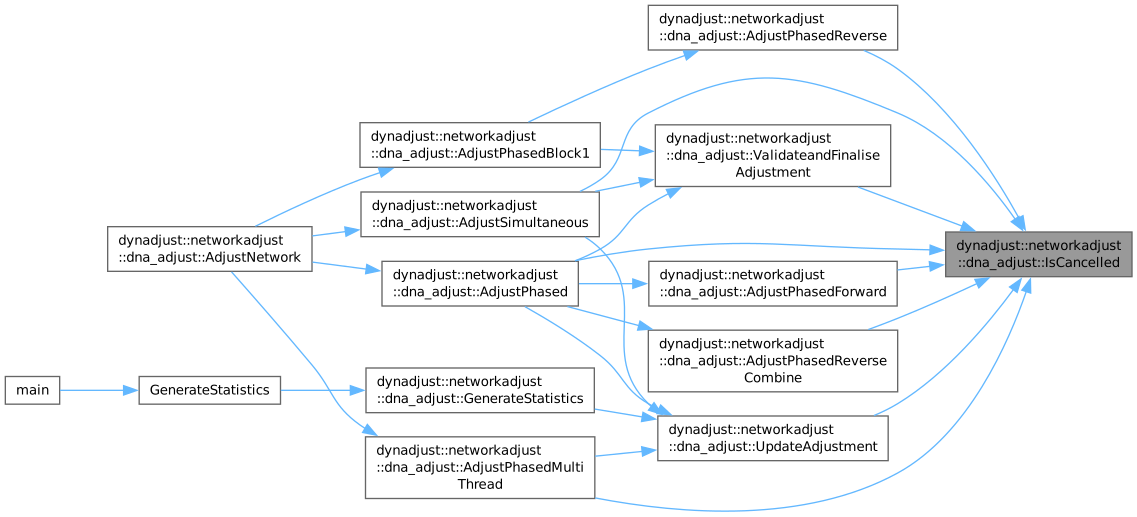 dynadjust::networkadjust
::dna_adjust::AdjustPhasedReverse
dynadjust::networkadjust
::dna_adjust::AdjustPhasedBlock1
dynadjust::networkadjust
::dna_adjust::ValidateandFinalise
Adjustment
dynadjust::networkadjust
::dna_adjust::AdjustSimultaneous
dynadjust::networkadjust
::dna_adjust::AdjustNetwork
dynadjust::networkadjust
::dna_adjust::IsCancelled
dynadjust::networkadjust
::dna_adjust::AdjustPhased
dynadjust::networkadjust
::dna_adjust::AdjustPhasedForward
dynadjust::networkadjust
::dna_adjust::AdjustPhasedReverse
Combine
main
GenerateStatistics
dynadjust::networkadjust
::dna_adjust::GenerateStatistics
dynadjust::networkadjust
::dna_adjust::UpdateAdjustment
dynadjust::networkadjust
::dna_adjust::AdjustPhasedMulti
Thread